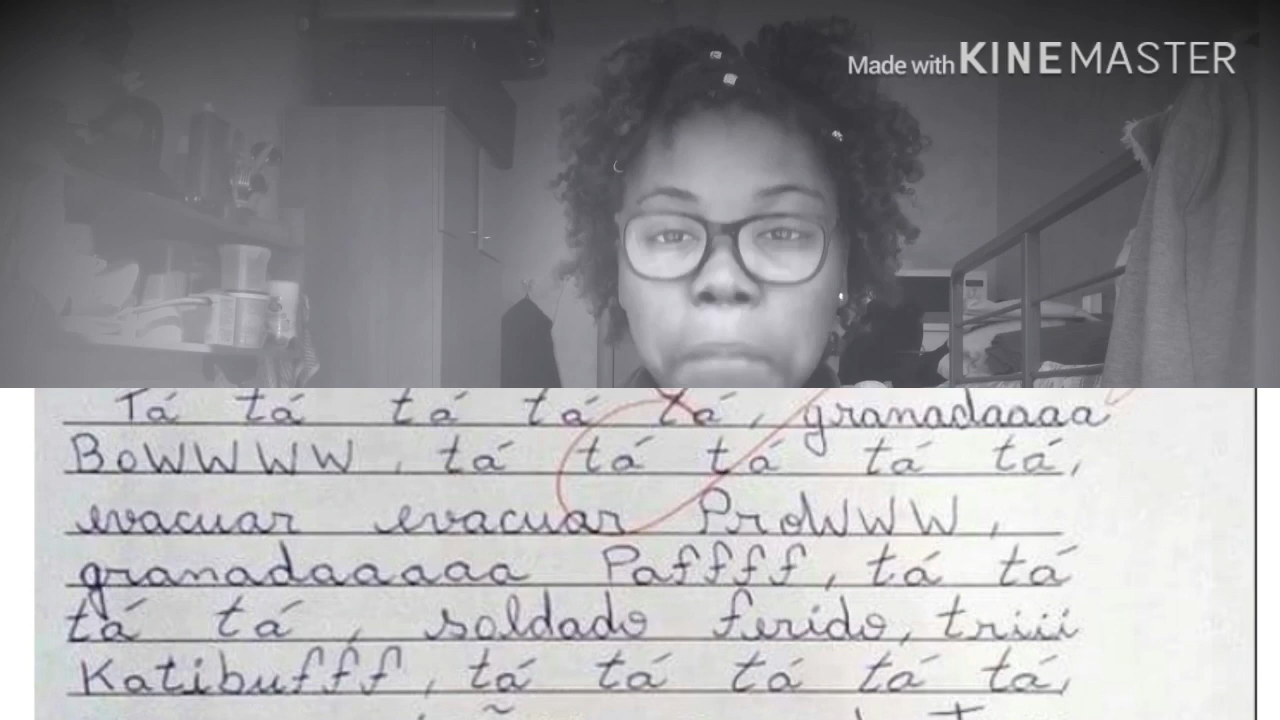 Made with KINEMASTER
Tá tá tá tá tá, granadaaaa
BoWWWW, tá tá tá tá tá,
evacuar evacuar ProWWW,
granadaaaaa Paffff, tá tá
tá tá, soldado ferido, triii
Katibufff, tá tá tá tá tá,